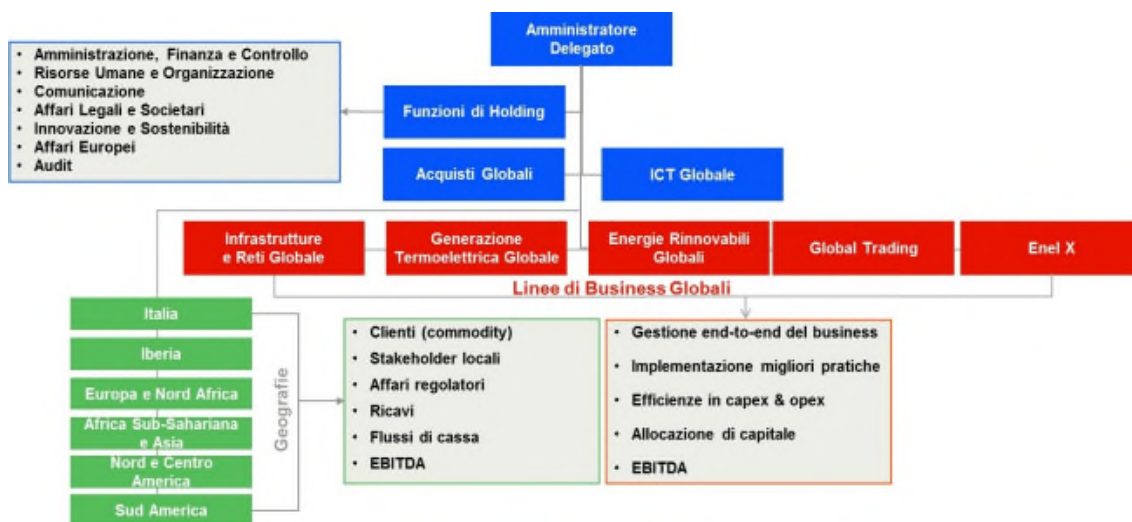 Amministratore
Delegato
• Amministrazione, Finanza e Controllo
• Risorse Umane e Organizzazione
• Comunicazione
• Affari Legali e Societari
• Innovazione e Sostenibilità
• Affari Europei
• Audit
Funzioni di Holding
Acquisti Globali
ICT Globale
Infrastrutture
e Reti Globale
Generazione
Termoelettrica Globale
Energie Rinnovabili
Globali
Global Trading
Enel X
Linee di Business Globali
Italia
Iberia
Europa e Nord Africa
Africa Sub-Sahariana
e Asia
Nord e Centro
America
Sud America
Geografie
• Clienti (commodity)
• Stakeholder locali
• Affari regolatori
• Ricavi
• Flussi di cassa
• EBITDA
• Gestione end-to-end del business
• Implementazione migliori pratiche
• Efficienze in capex & opex
• Allocazione di capitale
• EBITDA